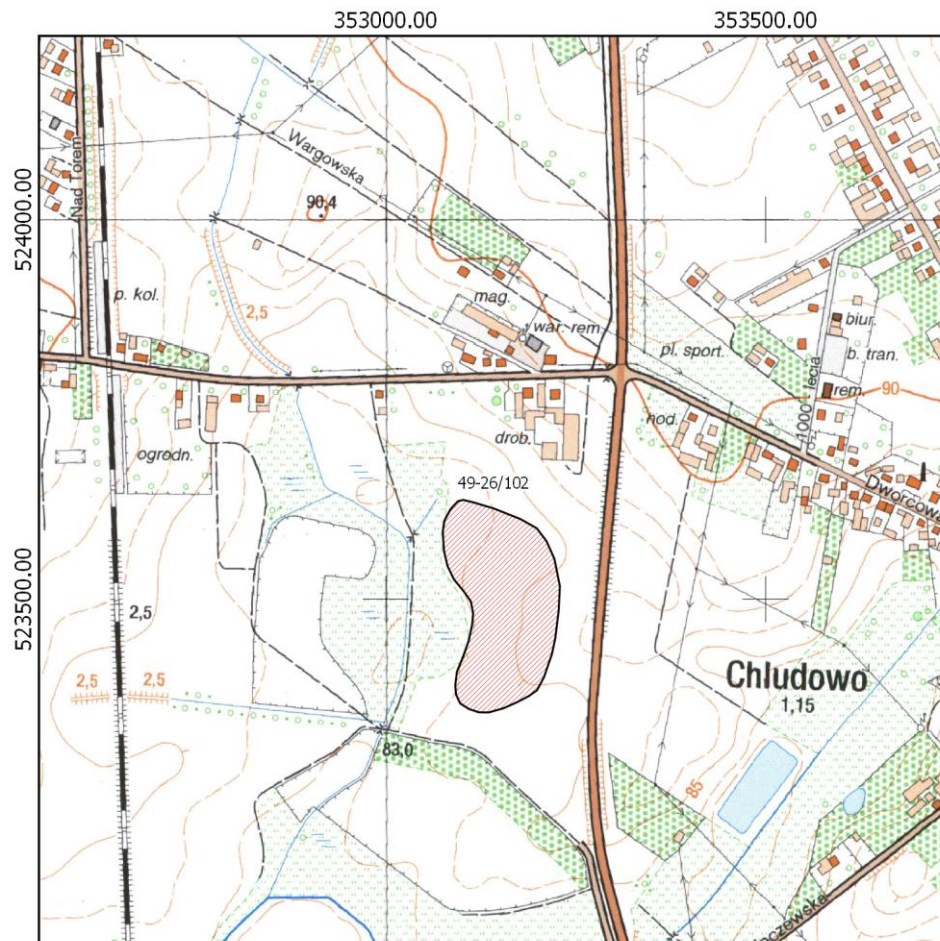 353000.00
353500.00
524000.00
523500.00
Nad Torem
Wargowska
90,4
p. kol.
2,5
mag.
war.-rem.
pl. sport.
biur.
b. tran.
rem.
90
1000 - lecia
hod.
drob.
ogrodn.
Dworcowa
49-26/102
2,5
2,5
2,5
Chludowo
1,15
83,0
85